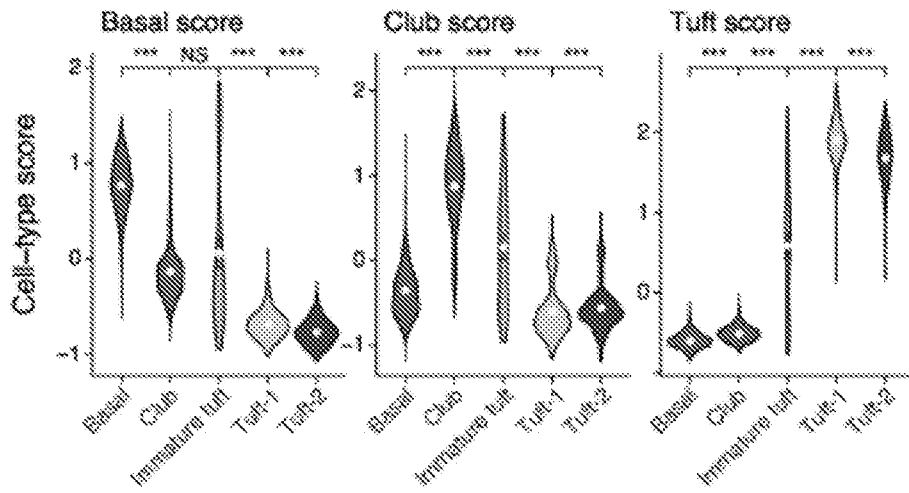 Basal score
Club score
Tuft score
*** NS *** ***
*** *** *** ***
*** *** *** ***
Cell-type score
2
1
0
-1
2
1
0
-1
2
1
0
Basal
Club
Immature tuft
Tuft-1
Tuft-2
Basal
Club
Immature tuft
Tuft-1
Tuft-2
Basal
Club
Immature tuft
Tuft-1
Tuft-2